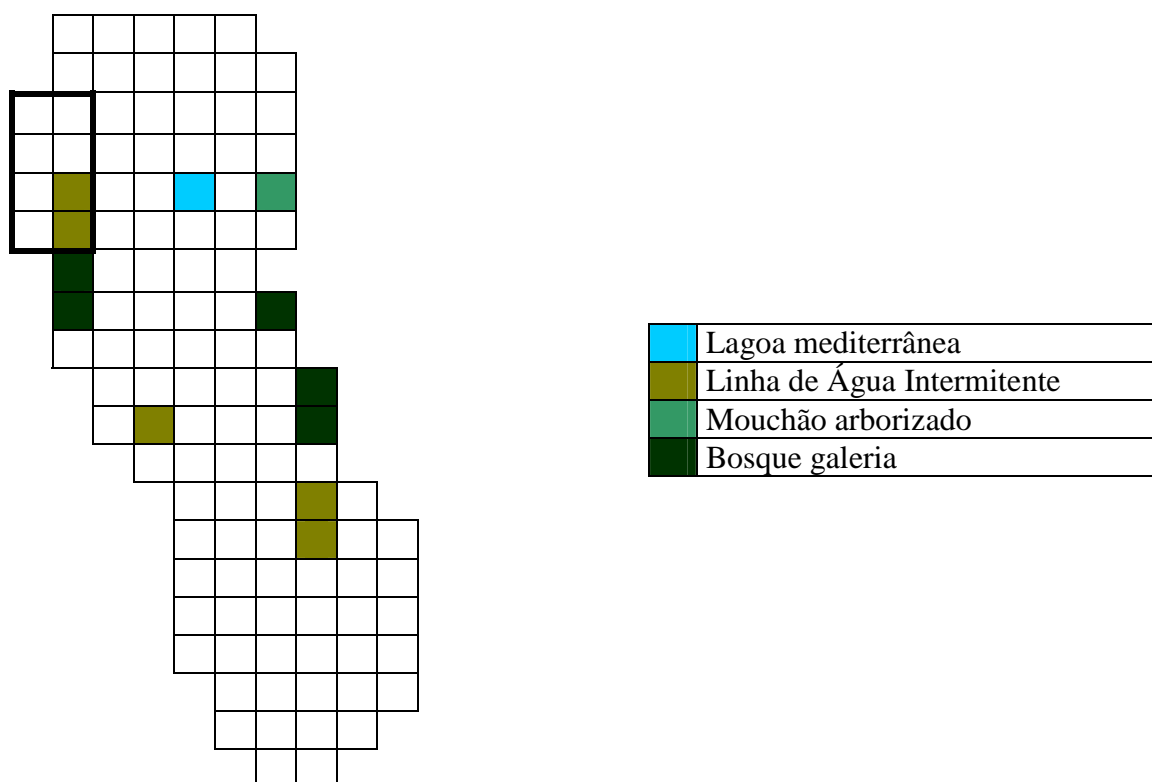 Lagoa mediterrânea
Linha de Água Intermitente
Mouchão arborizado
Bosque galeria